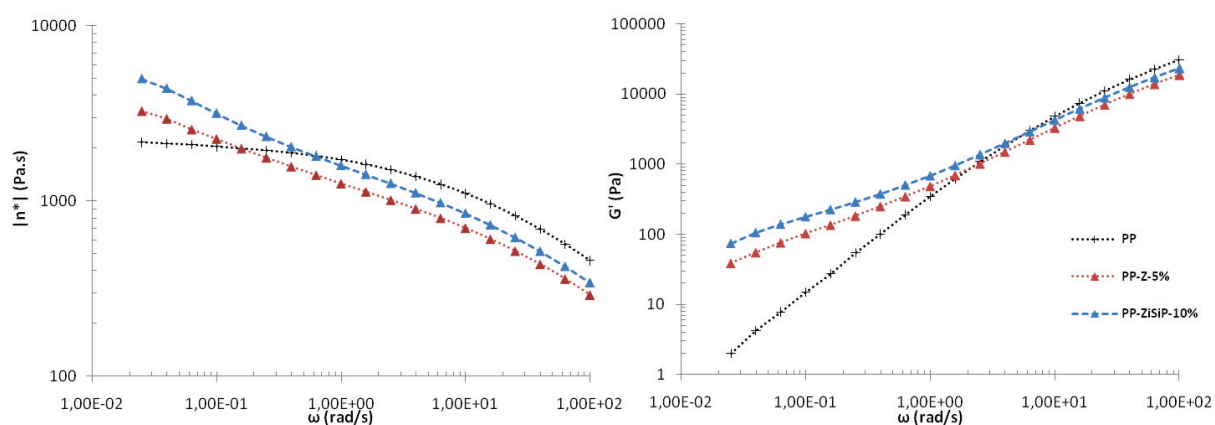 10000
1000
100
|n*| (Pa.s)
1,00E-02 1,00E-01 1,00E+00 1,00E+01 1,00E+02
ω (rad/s)
100000
10000
1000
100
10
1
G' (Pa)
PP
PP-Z-5%
PP-ZiSiP-10%
1,00E-02 1,00E-01 1,00E+00 1,00E+01 1,00E+02
ω (rad/s)